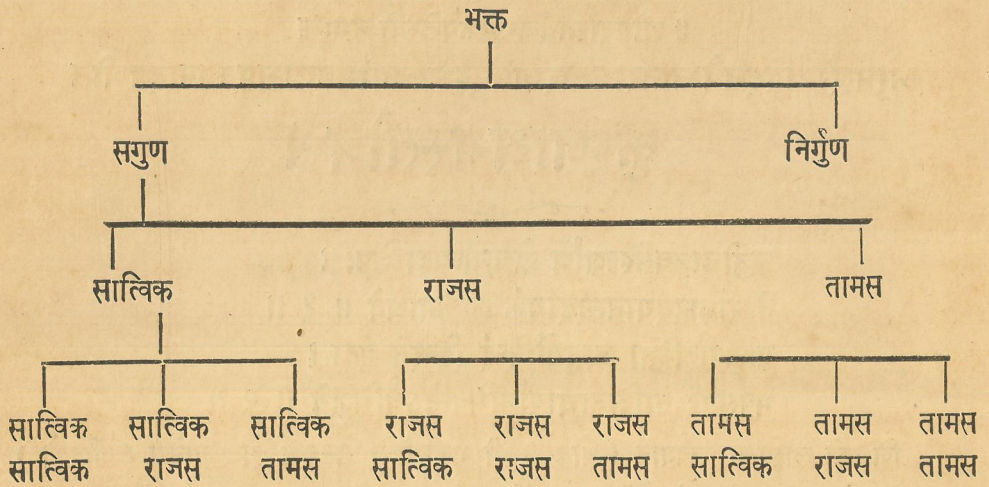 भक्त
सगुण निर्गुण
सात्विक राजस तामस
सात्विक सात्विक सात्विक राजस राजस राजस तामस तामस तामस
सात्विक राजस तामस सात्विक राजस तामस सात्विक राजस तामस